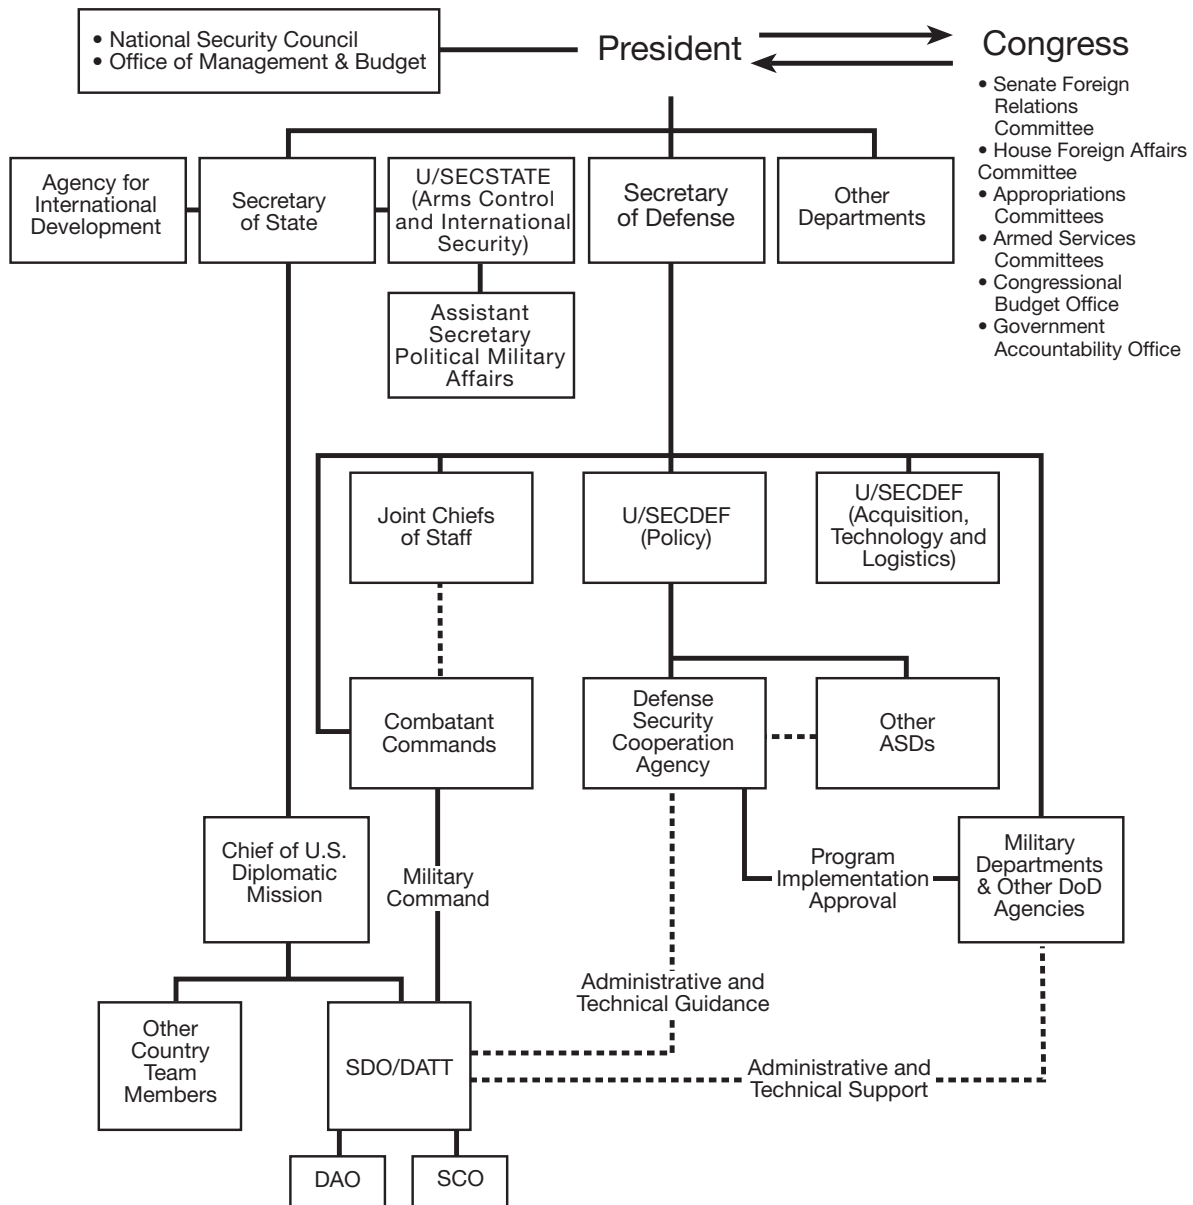 • National Security Council
• Office of Management & Budget
President
Congress
• Senate Foreign
Relations
Committee
• House Foreign Affairs
Committee
• Appropriations
Committees
• Armed Services
Committees
• Congressional
Budget Office
• Government
Accountability Office
Agency for
International
Development
Secretary
of State
U/SECSTATE
(Arms Control
and International
Security)
Secretary
of Defense
Other
Departments
Assistant
Secretary
Political Military
Affairs
Joint Chiefs
of Staff
U/SECDEF
(Policy)
U/SECDEF
(Acquisition,
Technology and
Logistics)
Combatant
Commands
Defense
Security
Cooperation
Agency
Other
ASDs
Chief of U.S.
Diplomatic
Mission
Military
Command
Program
Implementation
Approval
Military
Departments
& Other DoD
Agencies
Administrative and
Technical Guidance
Other
Country
Team
Members
SDO/DATT
Administrative and
Technical Support
DAO
SCO